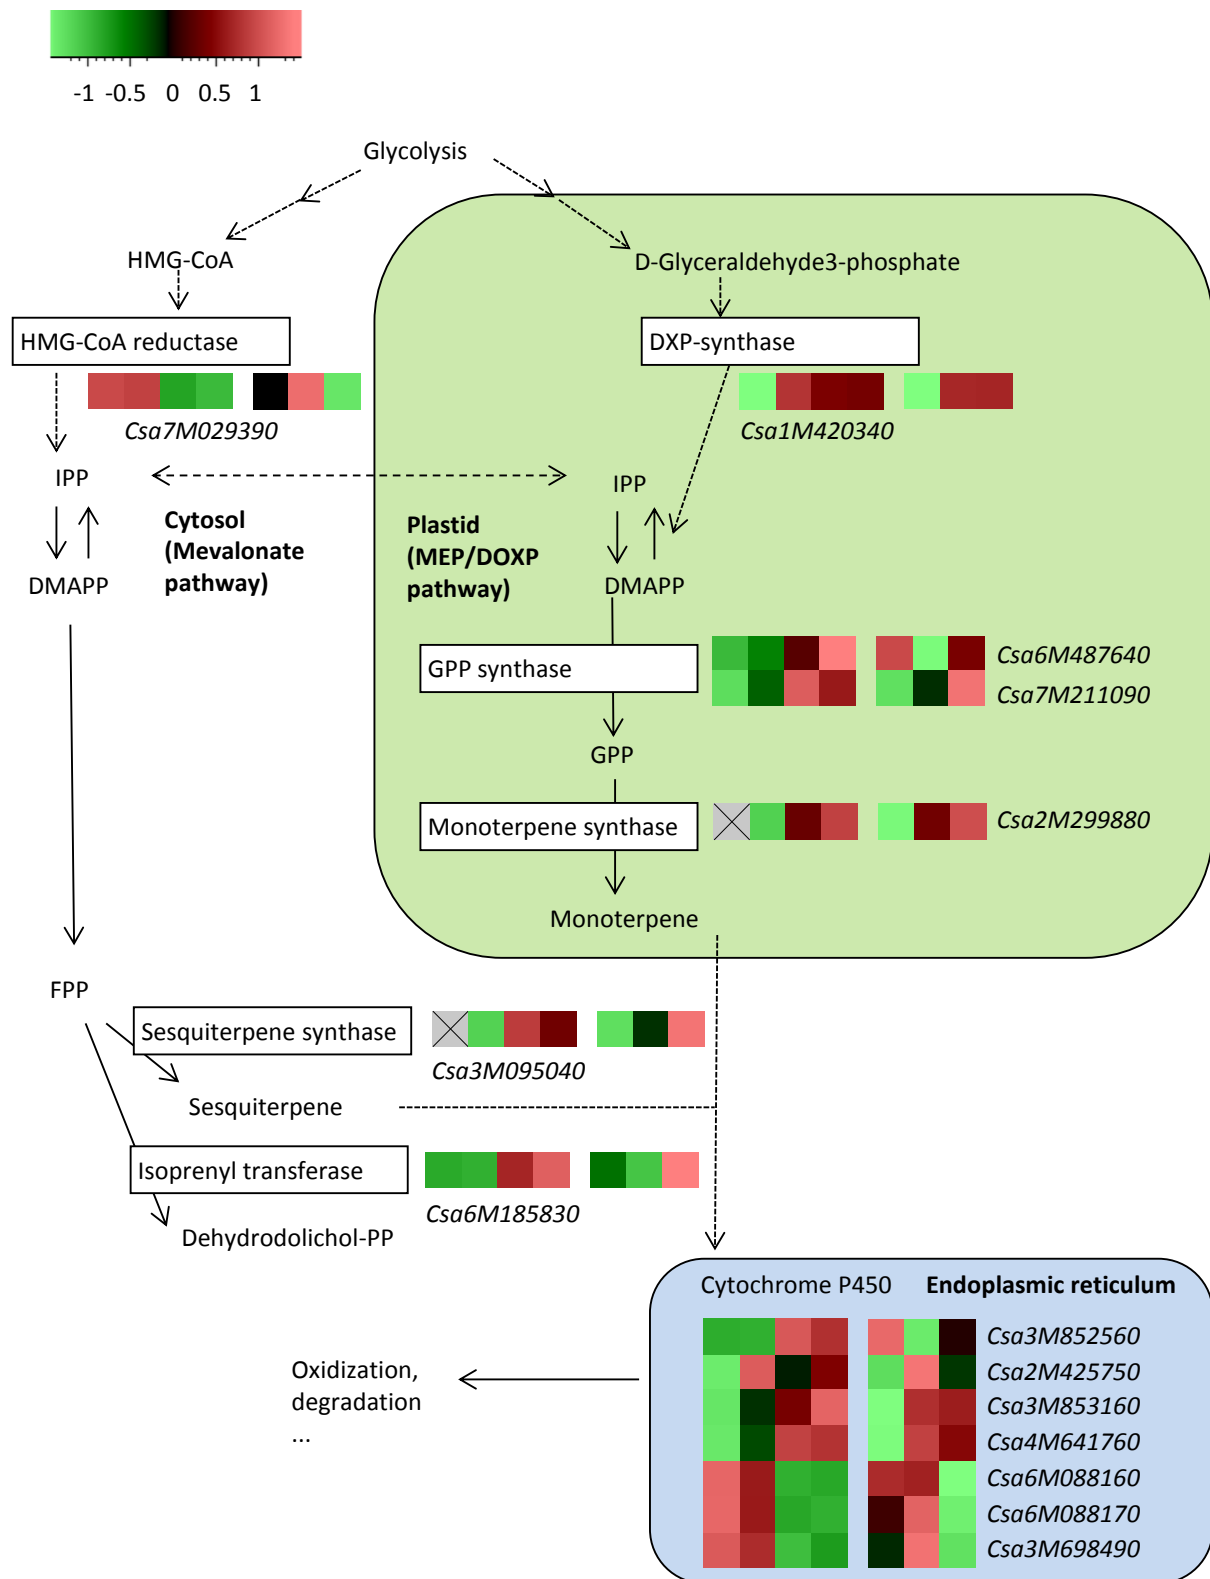 -1 -0.5 0 0.5 1
Glycolysis
HMG-CoA
D-Glyceraldehyde3-phosphate
HMG-CoA reductase
DXP-synthase
Csa7M029390
Csa1M420340
IPP
IPP
Cytosol
(Mevalonate
pathway)
Plastid
(MEP/DOXP
pathway)
DMAPP
DMAPP
GPP synthase
Csa6M487640
Csa7M211090
GPP
Monoterpene synthase
Csa2M299880
Monoterpene
FPP
Sesquiterpene synthase
Csa3M095040
Sesquiterpene
Isoprenyl transferase
Csa6M185830
Dehydrodolichol-PP
Cytochrome P450
Endoplasmic reticulum
Csa3M852560
Csa2M425750
Csa3M853160
Csa4M641760
Csa6M088160
Csa6M088170
Csa3M698490
Oxidization,
degradation
...